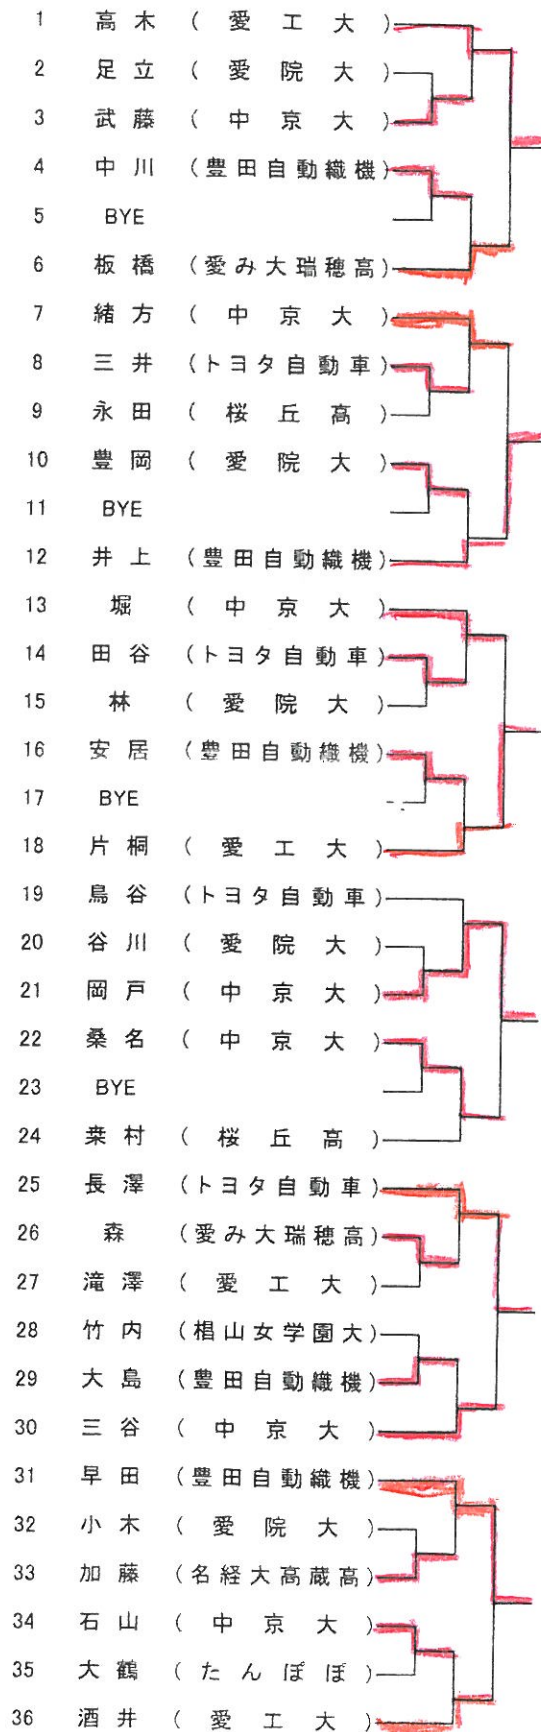 1 高木 (愛工大)
2 足立 (愛院大)
3 武藤 (中京大)
4 中川 (豊田自動織機)
5 BYE
6 板橋 (愛み大瑞穂高)
7 緒方 (中京大)
8 三井 (トヨタ自動車)
9 永田 (桜丘高)
10 豊岡 (愛院大)
11 BYE
12 井上 (豊田自動織機)
13 堀 (中京大)
14 田谷 (トヨタ自動車)
15 林 (愛院大)
16 安居 (豊田自動織機)
17 BYE
18 片桐 (愛工大)
19 鳥谷 (トヨタ自動車)
20 谷川 (愛院大)
21 岡戸 (中京大)
22 桑名 (中京大)
23 BYE
24 桒村 (桜丘高)
25 長澤 (トヨタ自動車)
26 森 (愛み大瑞穂高)
27 滝澤 (愛工大)
28 竹内 (椙山女学園大)
29 大島 (豊田自動織機)
30 三谷 (中京大)
31 早田 (豊田自動織機)
32 小木 (愛院大)
33 加藤 (名経大高蔵高)
34 石山 (中京大)
35 大鶴 (たんぽぽ)
36 酒井 (愛工大)